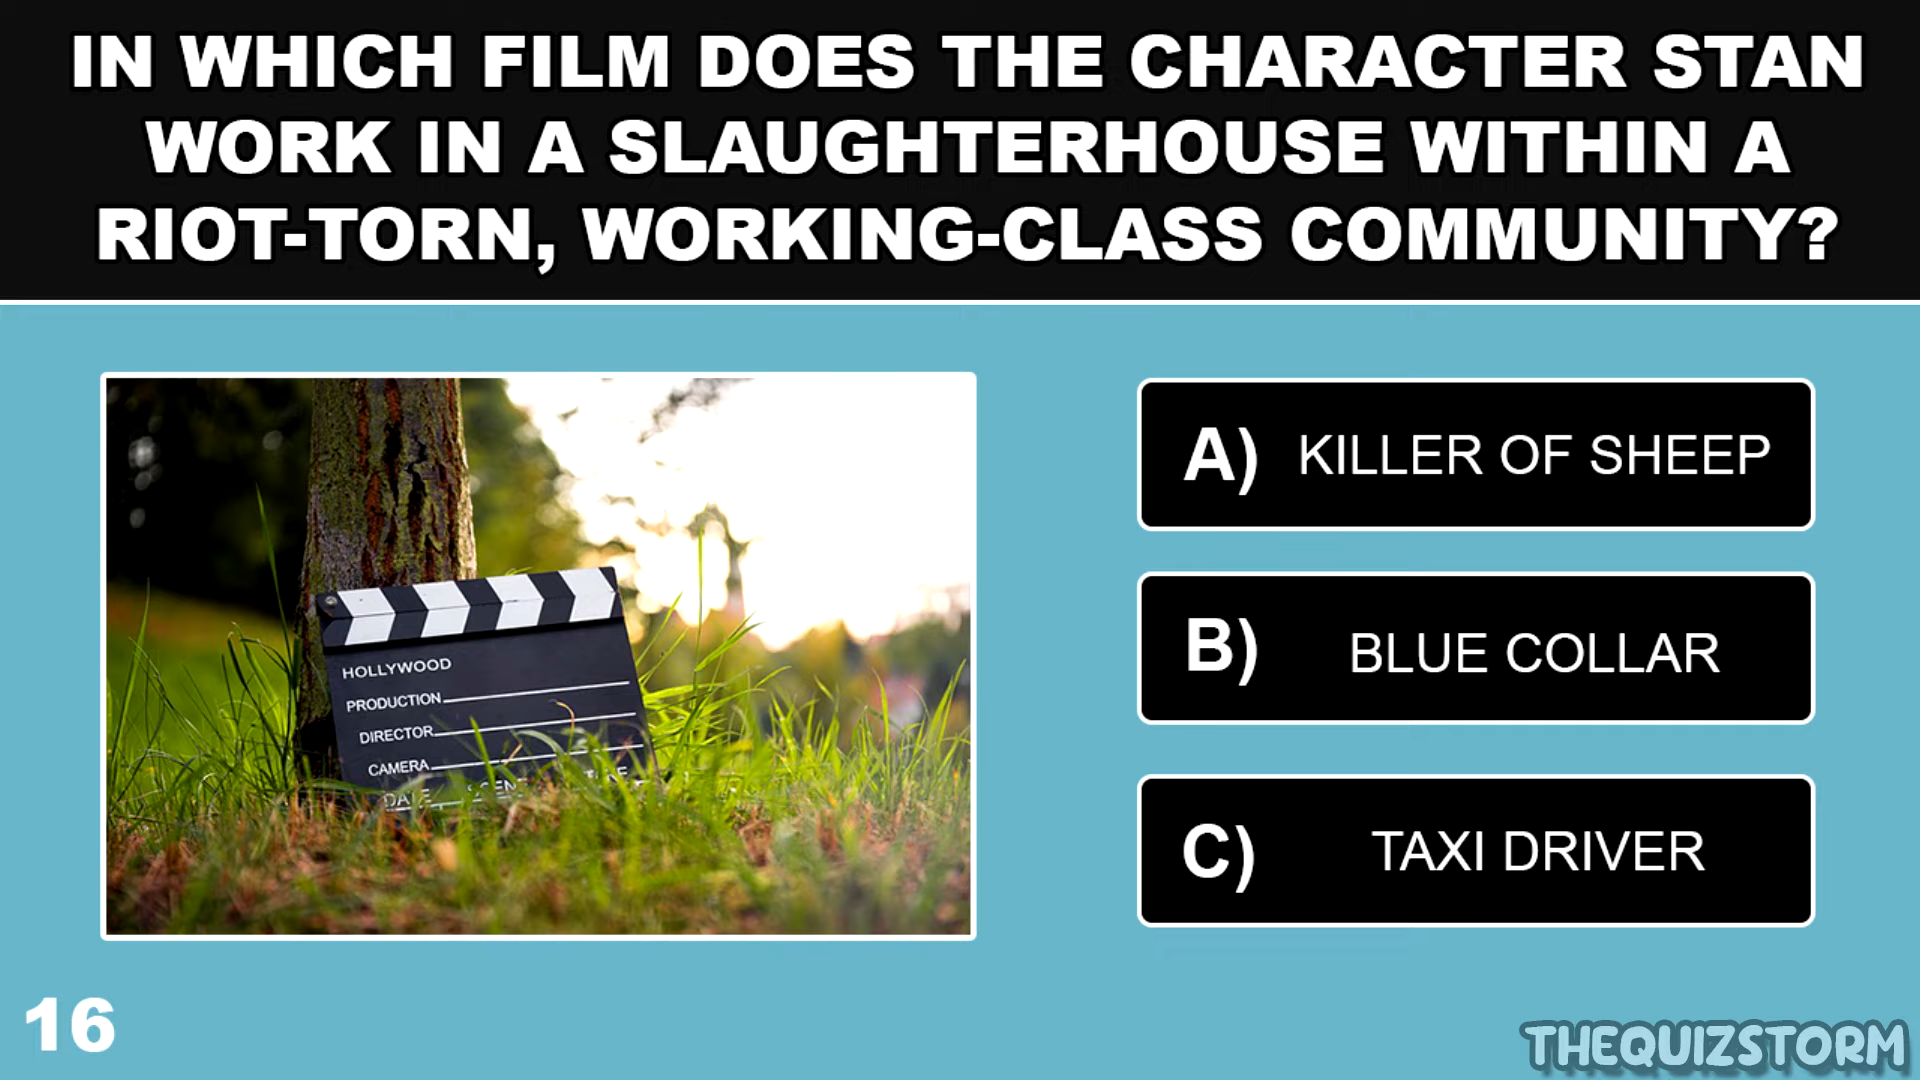 IN WHICH FILM DOES THE CHARACTER STAN
WORK IN A SLAUGHTERHOUSE WITHIN A
RIOT-TORN, WORKING-CLASS COMMUNITY?
HOLLYWOOD
PRODUCTION
DIRECTOR
CAMERA
DATE
A) KILLER OF SHEEP
B) BLUE COLLAR
C) TAXI DRIVER
16
THEQUIZSTORM